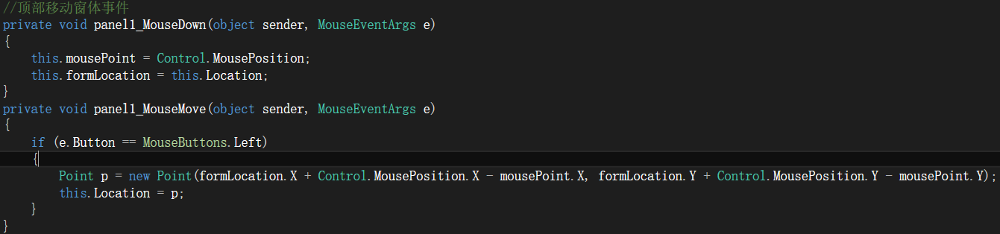 //顶部移动窗体事件
private void panel1_MouseDown(object sender, MouseEventArgs e)
{
    this.mousePoint = Control.MousePosition;
    this.formLocation = this.Location;
}
private void panel1_MouseMove(object sender, MouseEventArgs e)
{
    if (e.Button == MouseButtons.Left)
    {
        Point p = new Point(formLocation.X + Control.MousePosition.X - mousePoint.X, formLocation.Y + Control.MousePosition.Y - mousePoint.Y);
        this.Location = p;
    }
}